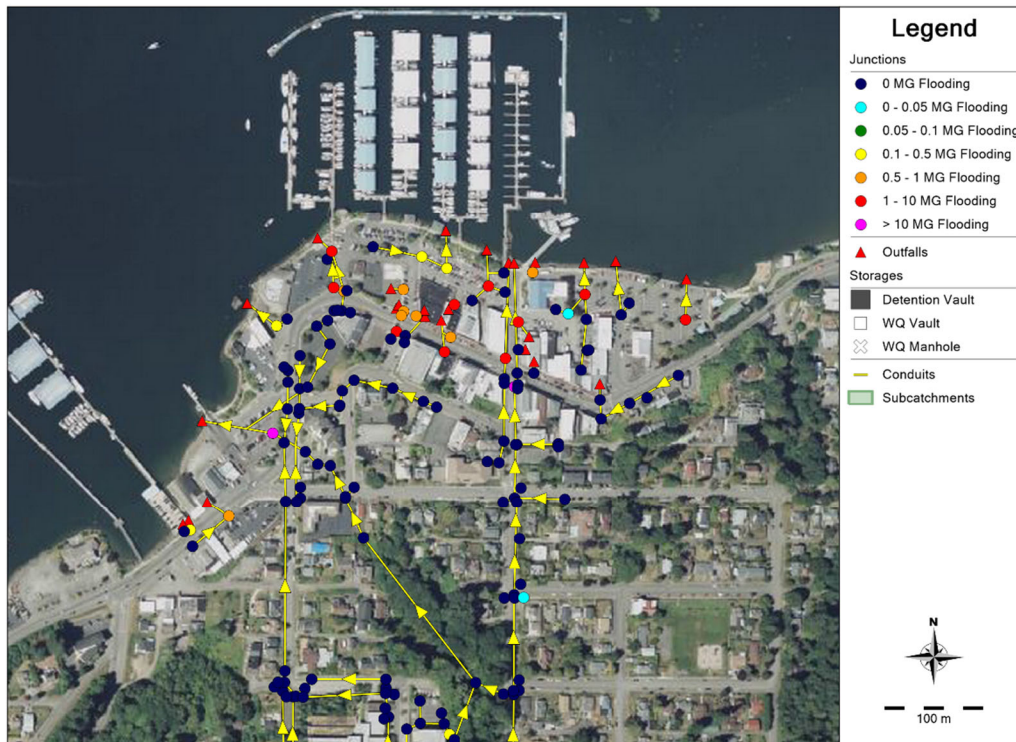 Legend
Junctions
0 MG Flooding
0 - 0.05 MG Flooding
0.05 - 0.1 MG Flooding
0.1 - 0.5 MG Flooding
0.5 - 1 MG Flooding
1 - 10 MG Flooding
> 10 MG Flooding
Outfalls
Storages
Detention Vault
WQ Vault
WQ Manhole
Conduits
Subcatchments
N
100 m